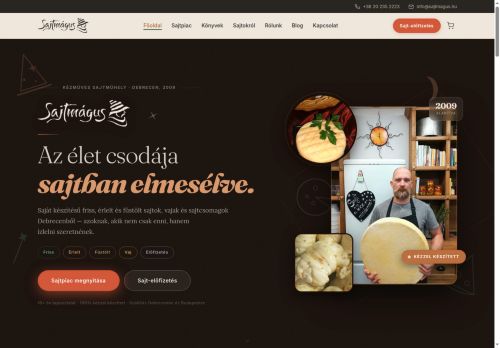 +36 20 235 2223 info@sajtmagus.hu
Sajtmágus
Főoldal Sajtpiac Könyvek Sajtokról Rólunk Blog Kapcsolat
Sajt-előfizetés
KÉZMŰVES SAJTMŰHELY · DEBRECEN, 2009
Sajtmágus
2009
Az élet csodája
sajtban elmesélve.
Saját készítésű friss, érlelt és füstölt sajtok, vajak és sajtcsomagok
Debrecenből — azoknak, akik nem csak enni, hanem
ízlelni szeretnének.
Friss Érlelt Füstölt Vaj Előfizetés
★ KÉZZEL KÉSZÍTETT
Sajtpiac megnyitása
Sajt-előfizetés